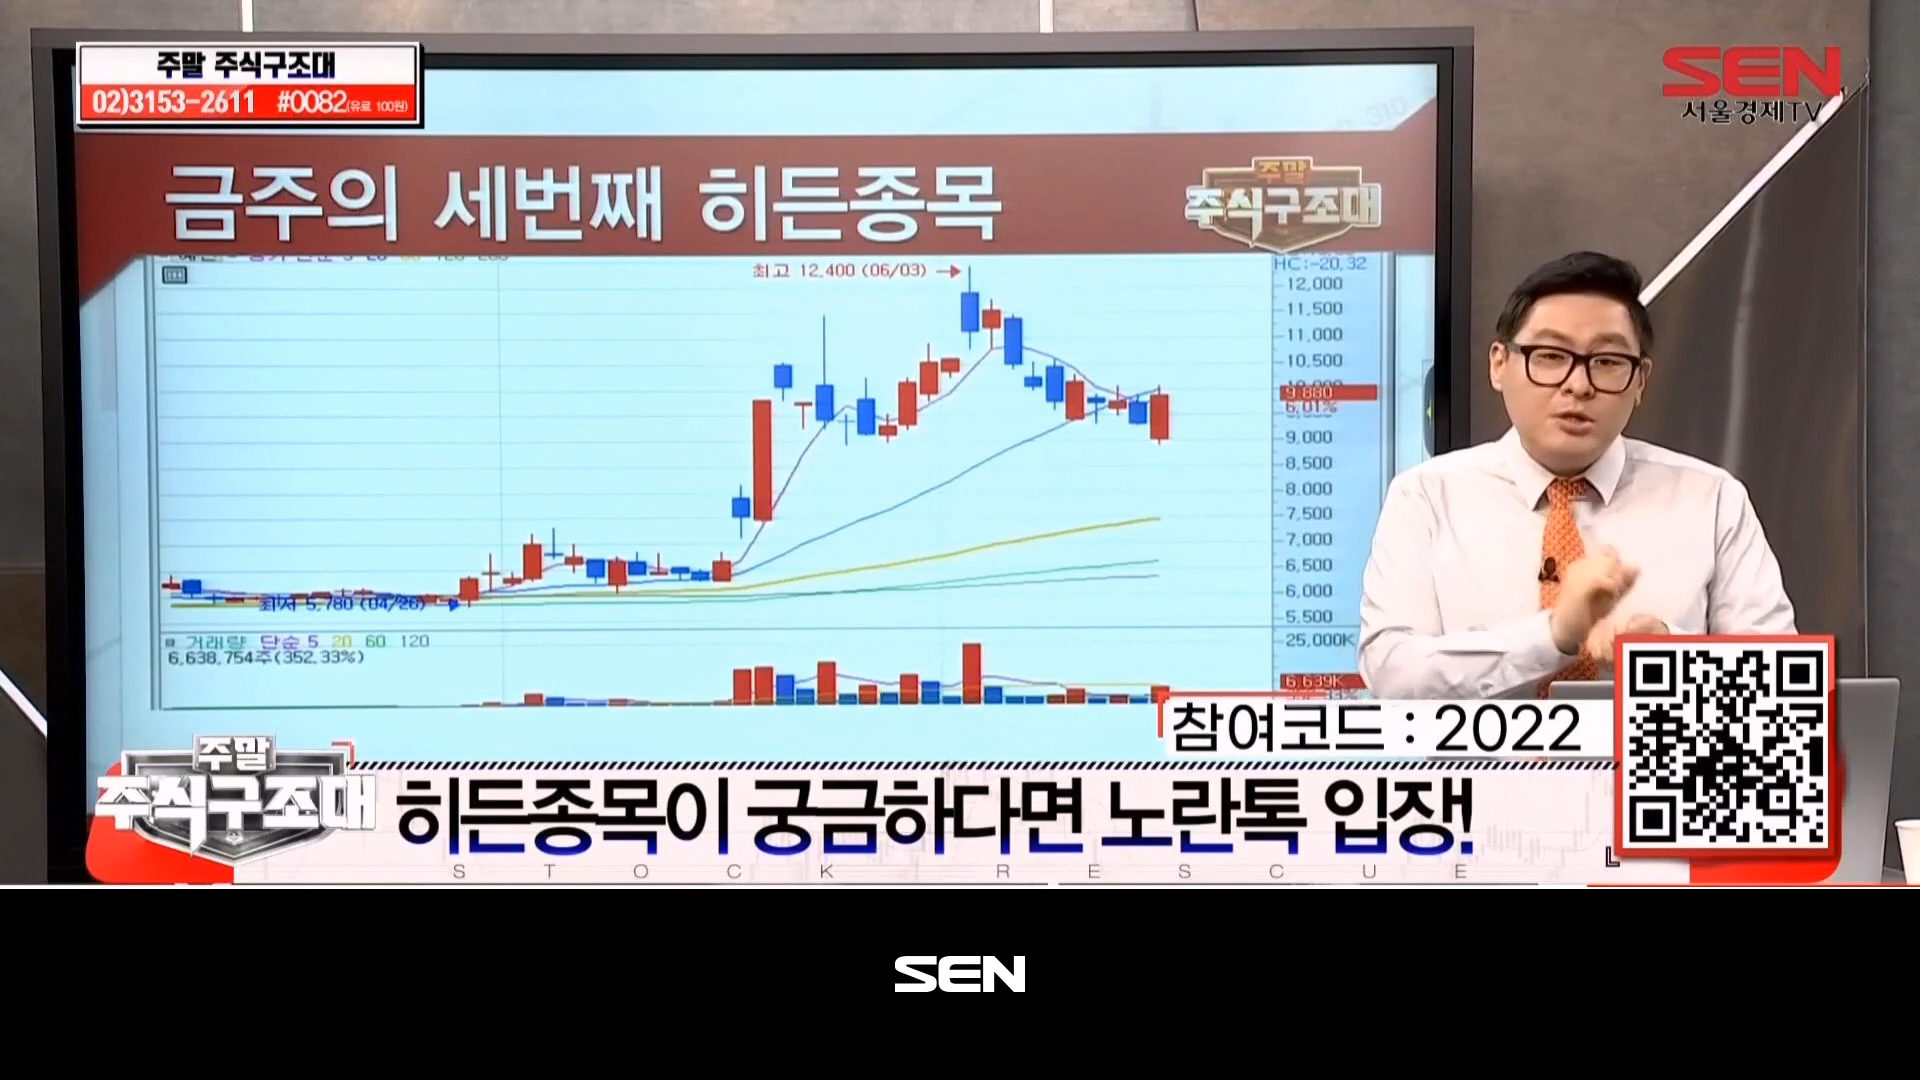 주말 주식구조대
02)3153-2611 #0082(유료 100원)
SEN
서울경제TV
금주의 세번째 히든종목
주말
주식구조대
HC:-20.32
최고 12,400 (06/03)
12,000
11,500
11,000
10,500
9,880
6.01%
9,000
8,500
8,000
7,500
7,000
6,500
6,000
5,500
최저 5,780 (04/26)
거래량 단순 5 20 60 120
6,638,754주(352.33%)
25,000K
6,639K
참여코드 : 2022
주말
주식구조대
히든종목이 궁금하다면 노란톡 입장!
STOCK RESCUE
SEN